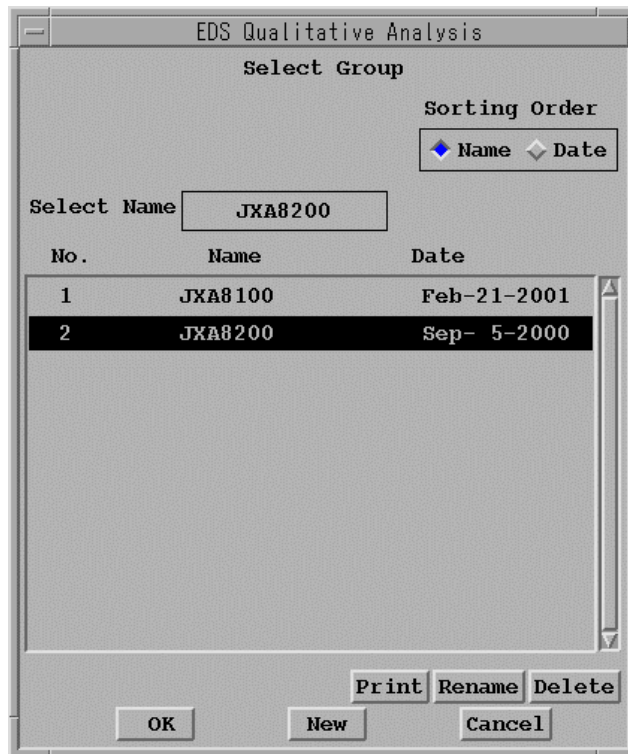 EDS Qualitative Analysis
Select Group
Sorting Order
Name Date
Select Name JXA8200
No. Name Date
1 JXA8100 Feb-21-2001
2 JXA8200 Sep- 5-2000
Print Rename Delete
OK New Cancel